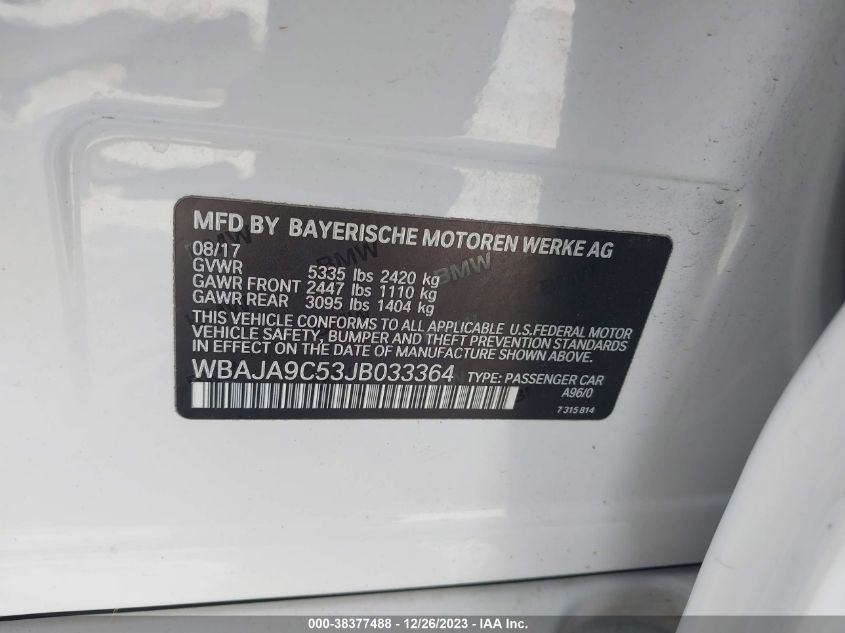 MFD BY BAYERISCHE MOTOREN WERKE AG
08/17
GVWR 5335 lbs 2420 kg
GAWR FRONT 2447 lbs 1110 kg
GAWR REAR 3095 lbs 1404 kg
THIS VEHICLE CONFORMS TO ALL APPLICABLE U.S.FEDERAL MOTOR
VEHICLE SAFETY, BUMPER AND THEFT PREVENTION STANDARDS
IN EFFECT ON THE DATE OF MANUFACTURE SHOWN ABOVE.
WBAJA9C53JB033364 TYPE: PASSENGER CAR
A96/0
7 315 814
000-38377488 - 12/26/2023 - IAA Inc.